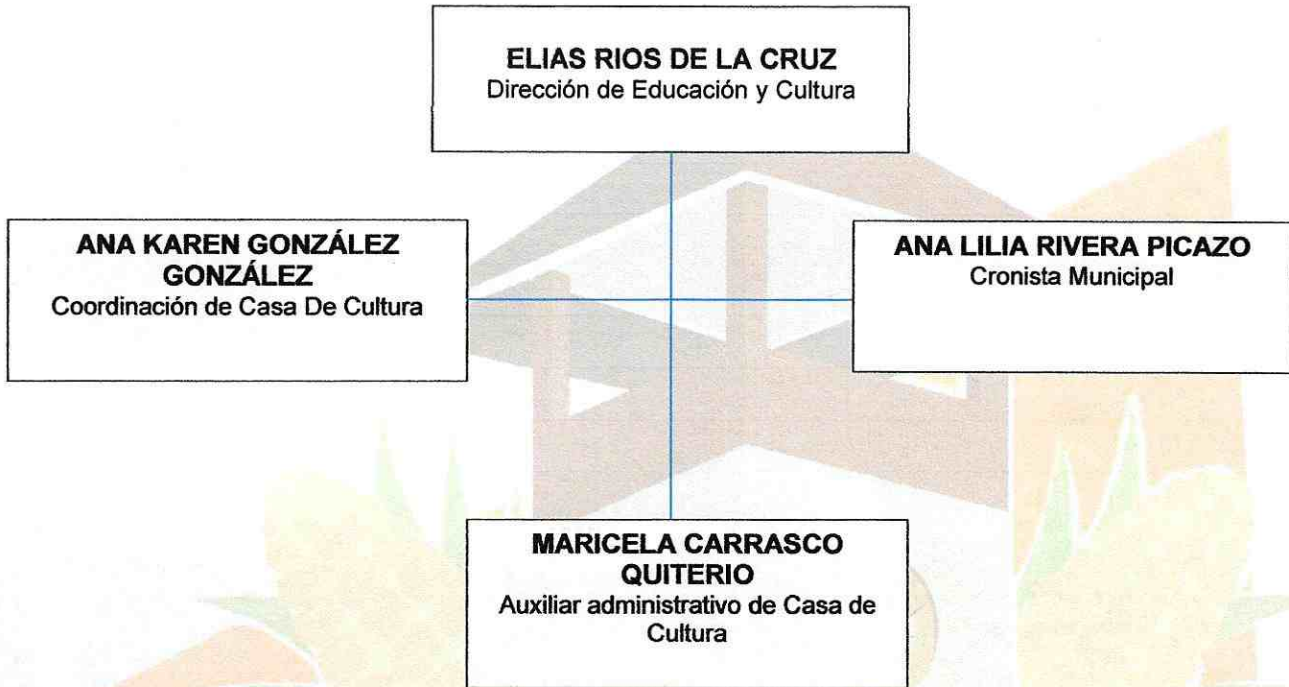 ELIAS RIOS DE LA CRUZ
Dirección de Educación y Cultura
ANA KAREN GONZÁLEZ
GONZÁLEZ
Coordinación de Casa De Cultura
ANA LILIA RIVERA PICAZO
Cronista Municipal
MARICELA CARRASCO
QUITERIO
Auxiliar administrativo de Casa de
Cultura